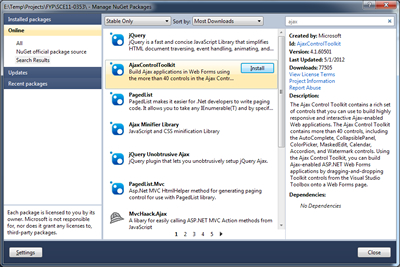 E:\Temp\Projects\FYP\SCE11-0353\ - Manage NuGet Packages
Installed packages
Online
All
NuGet official package source
Search Results
Updates
Recent packages
Each package is licensed to you by its owner. Microsoft is not responsible for, nor does it grant any licenses to, third-party packages.
Settings
Stable Only
Sort by: Most Downloads
jQuery
jQuery is a fast and concise JavaScript Library that simplifies HTML document traversing, event handling, animating, and...
AjaxControlToolkit
Build Ajax applications in Web Forms using the more than 40 controls in the Ajax Contr...
Install
PagedList
PagedList makes it easier for .Net developers to write paging code. It allows you to take any IEnumerable(T) and by specif...
Ajax Minifier Library
JavaScript and CSS minification Library
jQuery Unobtrusive Ajax
jQuery plugin that lets you unobtrusively setup jQuery Ajax.
PagedList.Mvc
Asp.Net MVC HtmlHelper method for generating paging control for use with PagedList library.
MvcHaack.Ajax
A libary for easily calling ASP.NET MVC Action methods from JavaScript
1 2 3 4 5
ajax
Created by: Microsoft
Id: AjaxControlToolkit
Version: 4.1.60501
Last Updated: 5/1/2012
Downloads: 77505
View License Terms
Project Information
Report Abuse
Description:
The Ajax Control Toolkit contains a rich set of controls that you can use to build highly responsive and interactive Ajax-enabled Web applications. The Ajax Control Toolkit contains more than 40 controls, including the AutoComplete, CollapsiblePanel, ColorPicker, MaskedEdit, Calendar, Accordion, and Watermark controls. Using the Ajax Control Toolkit, you can build Ajax-enabled ASP.NET Web Forms applications by dragging-and-dropping Toolkit controls from the Visual Studio Toolbox onto a Web Forms page.
Dependencies:
No Dependencies
Close